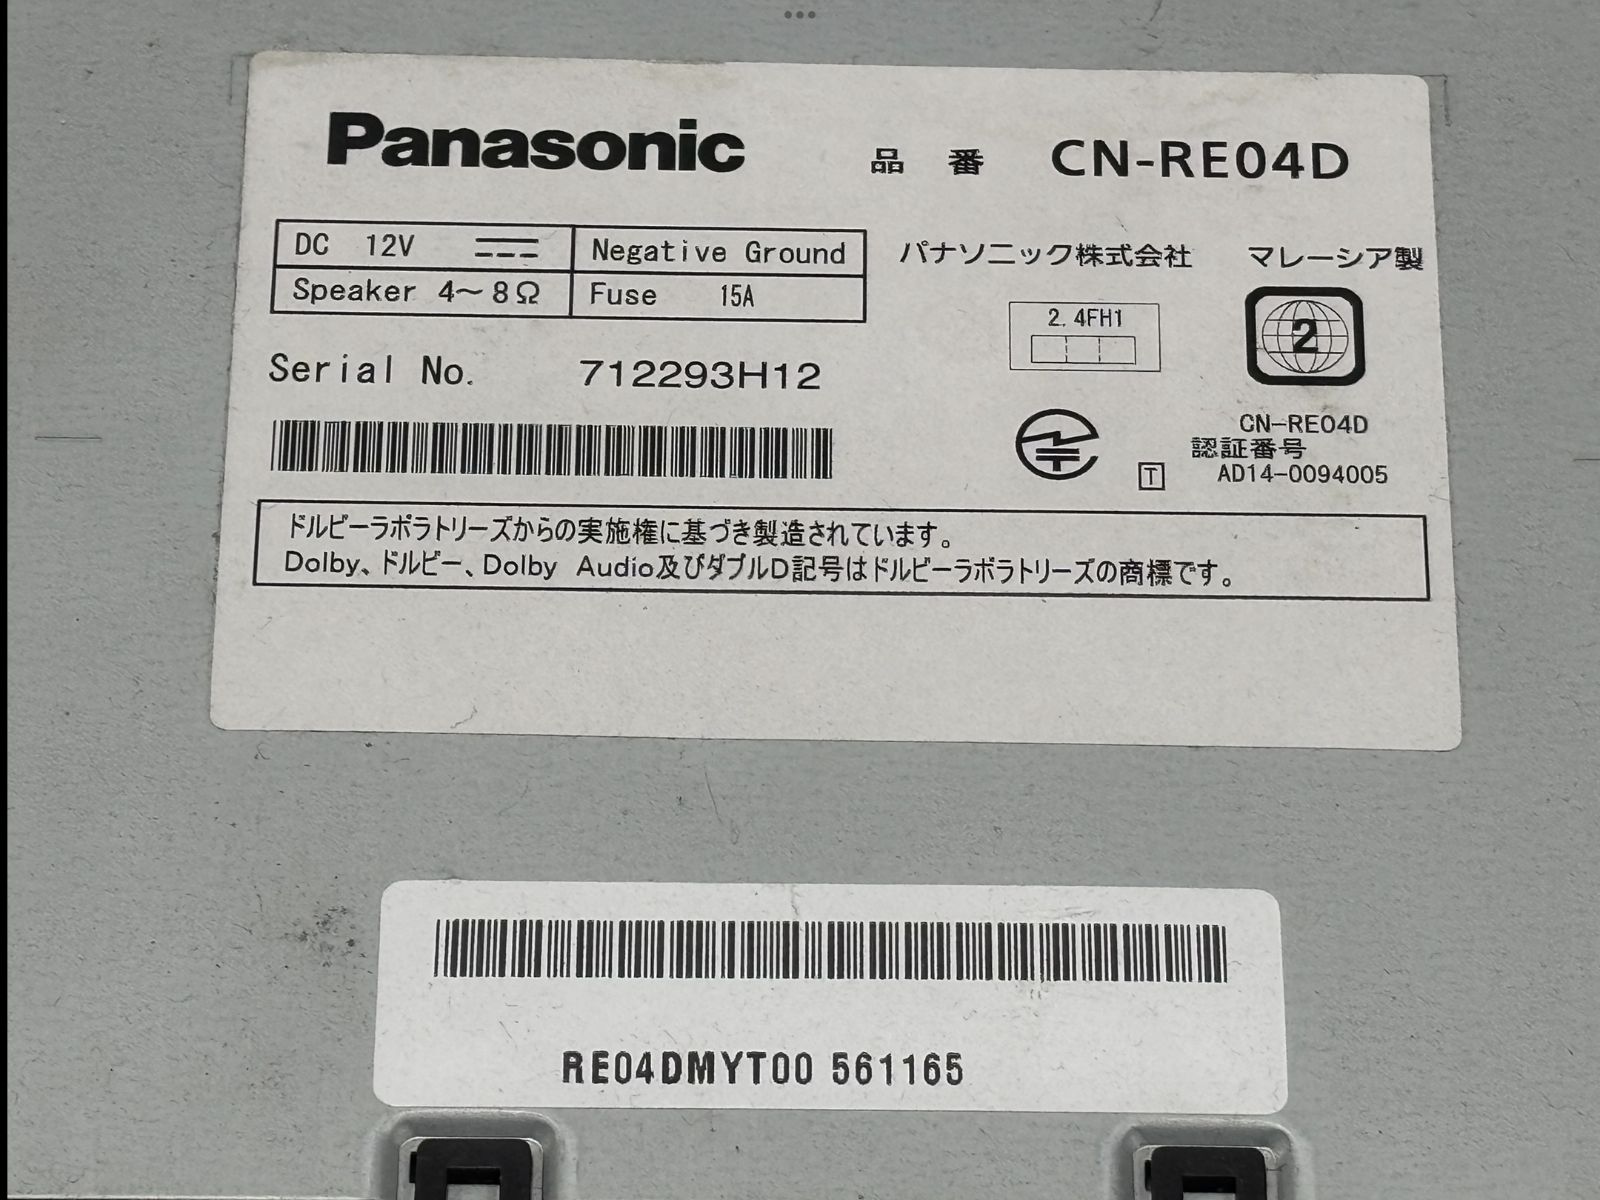 Panasonic 品 番 CN-RE04D
DC 12V Negative Ground
Speaker 4～8Ω Fuse 15A
パナソニック株式会社 マレーシア製
2.4FH1
2
Serial No. 712293H12
CN-RE04D
認証番号
T AD14-0094005
ドルビーラボラトリーズからの実施権に基づき製造されています。
Dolby、ドルビー、Dolby Audio及びダブルD記号はドルビーラボラトリーズの商標です。
RE04DMYT00 561165